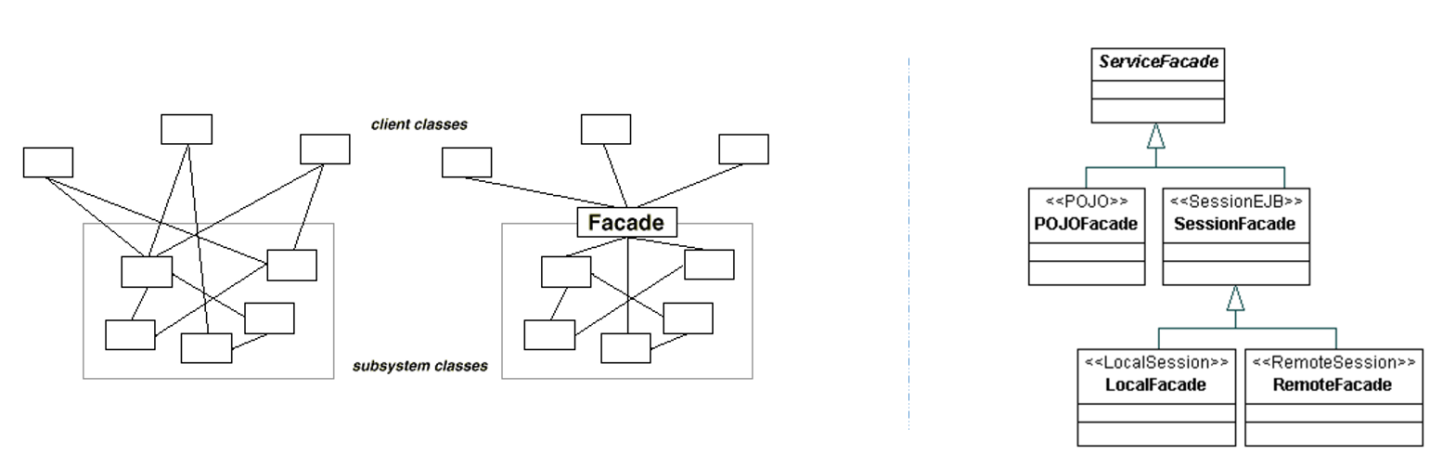 client classes
Facade
subsystem classes
ServiceFacade
<<POJO>>
POJOFacade
<<SessionEJB>>
SessionFacade
<<LocalSession>>
LocalFacade
<<RemoteSession>>
RemoteFacade